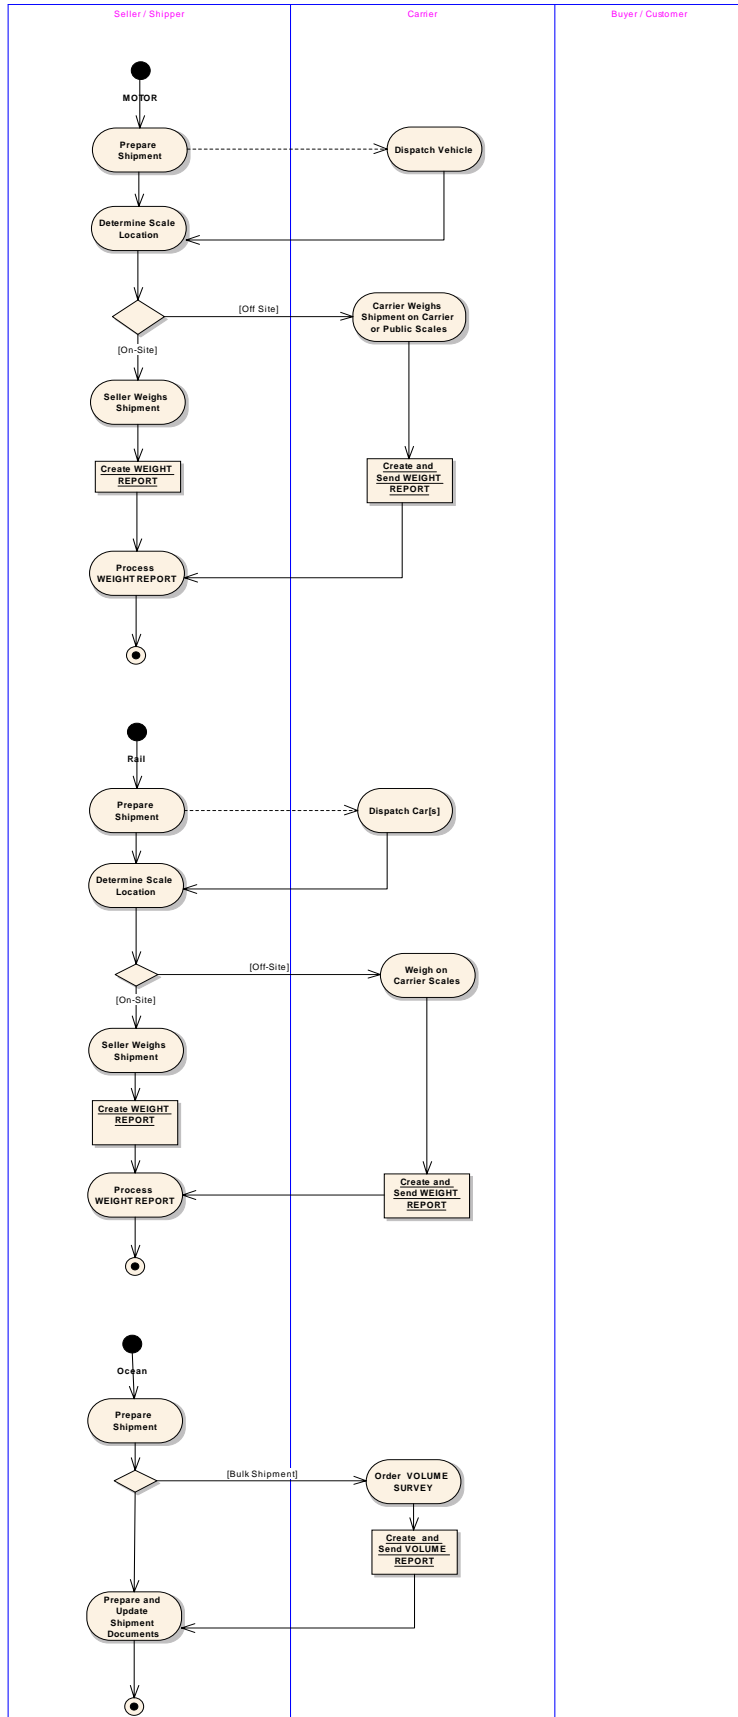 Seller / Shipper
Carrier
Buyer / Customer
MOTOR
Prepare
Shipment
Dispatch Vehicle
Determine Scale
Location
[Off Site]
Carrier Weighs
Shipment on Carrier
or Public Scales
[On-Site]
Seller Weighs
Shipment
Create WEIGHT
REPORT
Create and
Send WEIGHT
REPORT
Process
WEIGHT REPORT
Rail
Prepare
Shipment
Dispatch Car[s]
Determine Scale
Location
[Off-Site]
Weigh on
Carrier Scales
[On-Site]
Seller Weighs
Shipment
Create WEIGHT
REPORT
Process
WEIGHT REPORT
Create and
Send WEIGHT
REPORT
Ocean
Prepare
Shipment
[Bulk Shipment]
Order VOLUME
SURVEY
Create and
Send VOLUME
REPORT
Prepare and
Update
Shipment
Documents